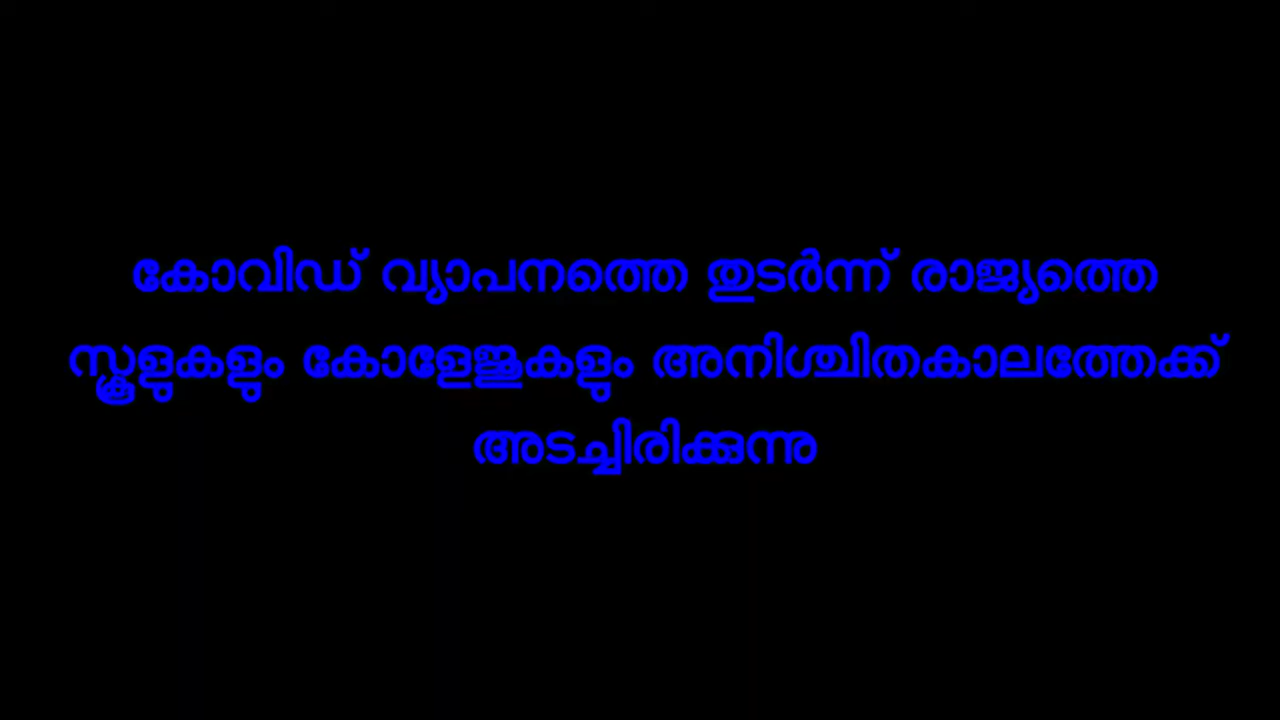 കോവിഡ് വ്യാപനത്തെ തുടർന്ന് രാജ്യത്തെ
സ്കൂളുകളും കോളേജുകളും അനിശ്ചിതകാലത്തേക്ക്
അടച്ചിരിക്കുന്നു